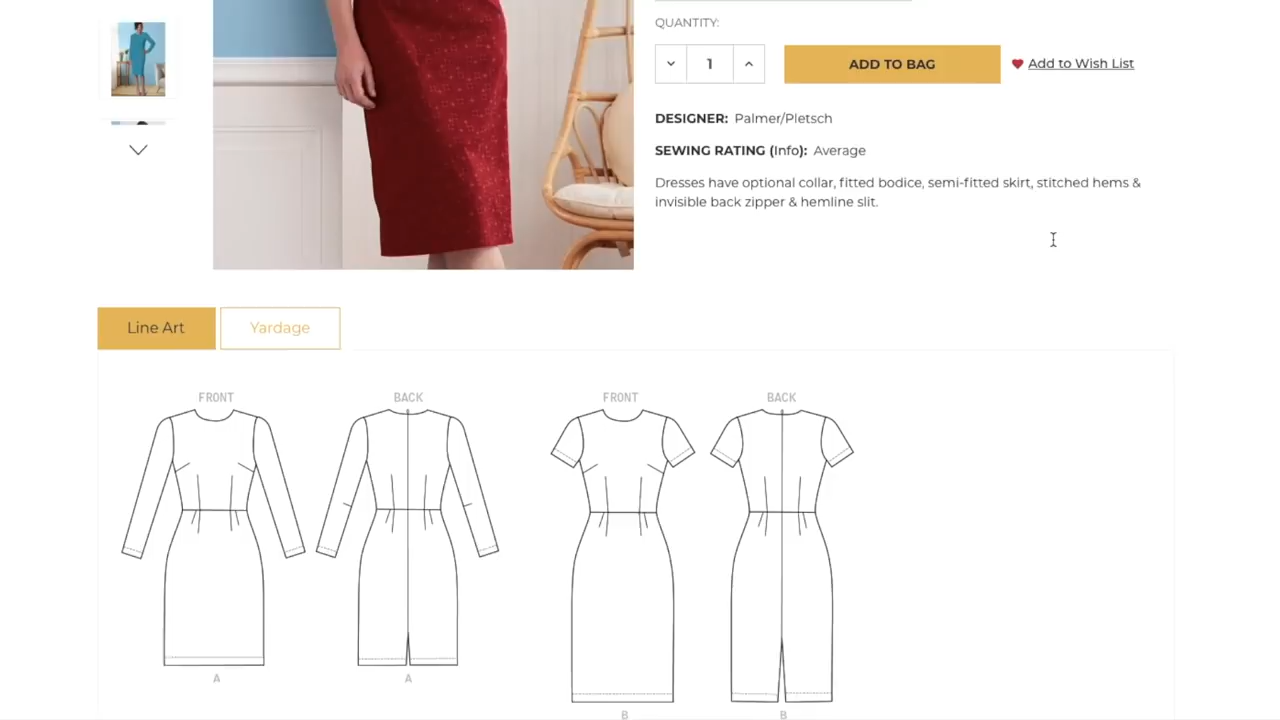 QUANTITY:
1
ADD TO BAG
Add to Wish List
DESIGNER: Palmer/Pletsch
SEWING RATING (Info): Average
Dresses have optional collar, fitted bodice, semi-fitted skirt, stitched hems &
invisible back zipper & hemline slit.
Line Art
Yardage
FRONT
BACK
FRONT
BACK
A
A
B
B